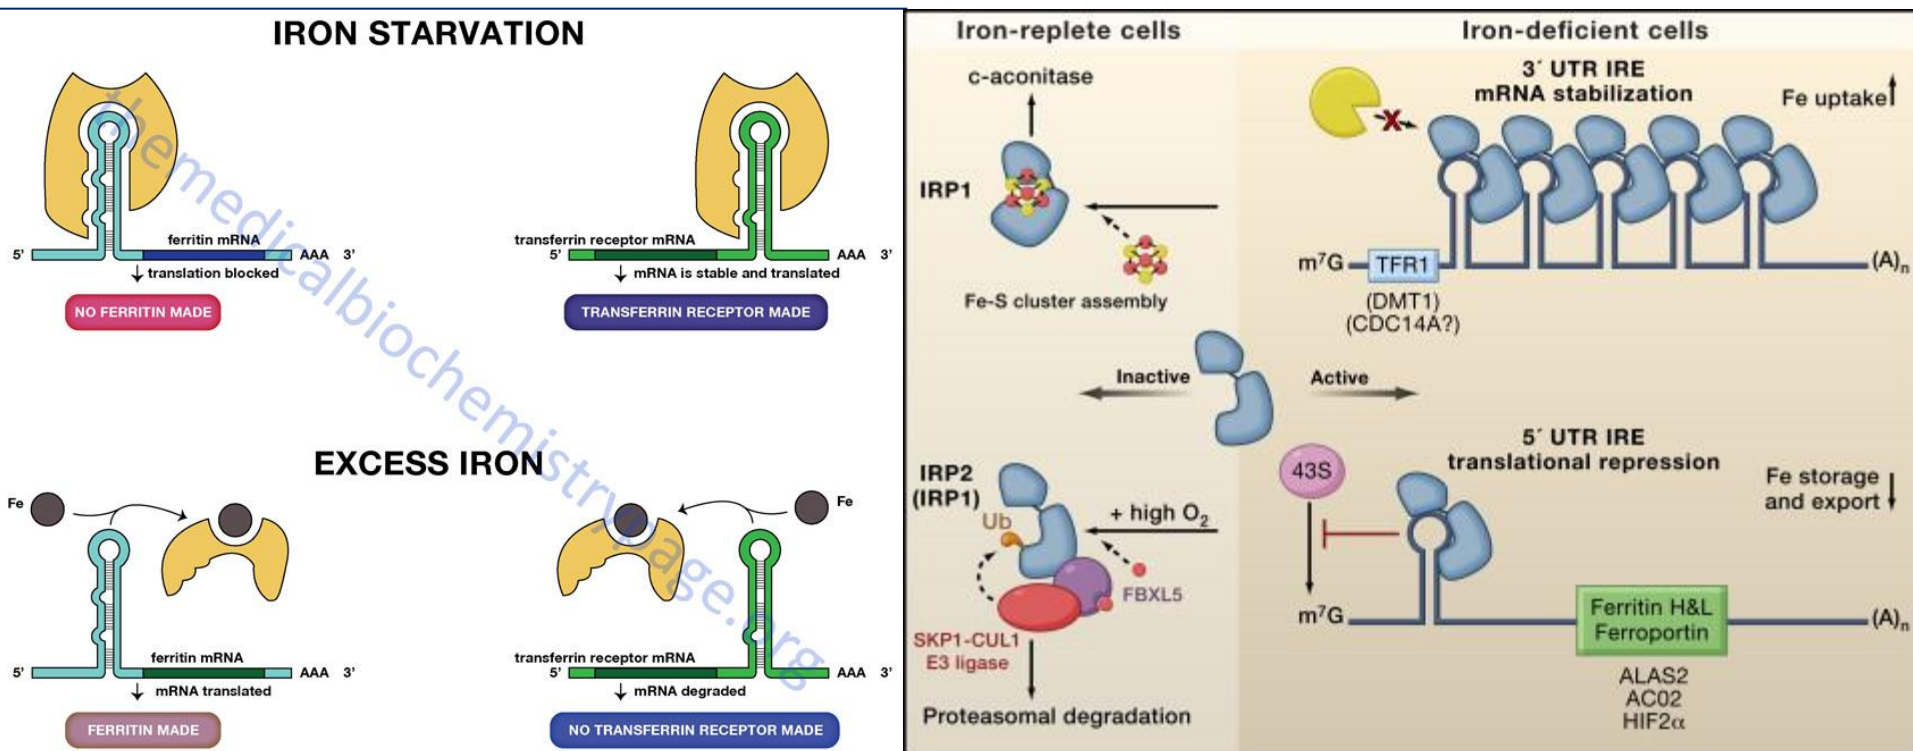 IRON STARVATION
5'
ferritin mRNA
AAA 3'
translation blocked
NO FERRITIN MADE
transferrin receptor mRNA
5'
AAA 3'
mRNA is stable and translated
TRANSFERRIN RECEPTOR MADE
themedicalbiochemistrypage.org
EXCESS IRON
Fe
5'
ferritin mRNA
AAA 3'
mRNA translated
FERRITIN MADE
Fe
transferrin receptor mRNA
5'
AAA 3'
mRNA degraded
NO TRANSFERRIN RECEPTOR MADE
Iron-replete cells
c-aconitase
IRP1
Fe-S cluster assembly
Inactive
IRP2
(IRP1)
Ub
+ high O₂
FBXL5
SKP1-CUL1
E3 ligase
Proteasomal degradation
Iron-deficient cells
3´ UTR IRE
mRNA stabilization
Fe uptake
X
m⁷G
TFR1
(A)ₙ
(DMT1)
(CDC14A?)
Active
5´ UTR IRE
translational repression
43S
Fe storage
and export
m⁷G
Ferritin H&L
Ferroportin
(A)ₙ
ALAS2
AC02
HIF2α